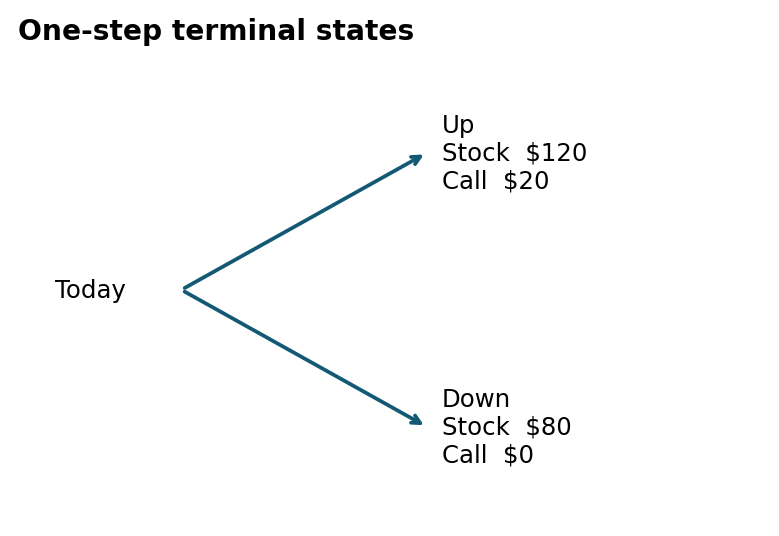 One-step terminal states
Up
Stock  $120
Call  $20
Today
Down
Stock  $80
Call  $0